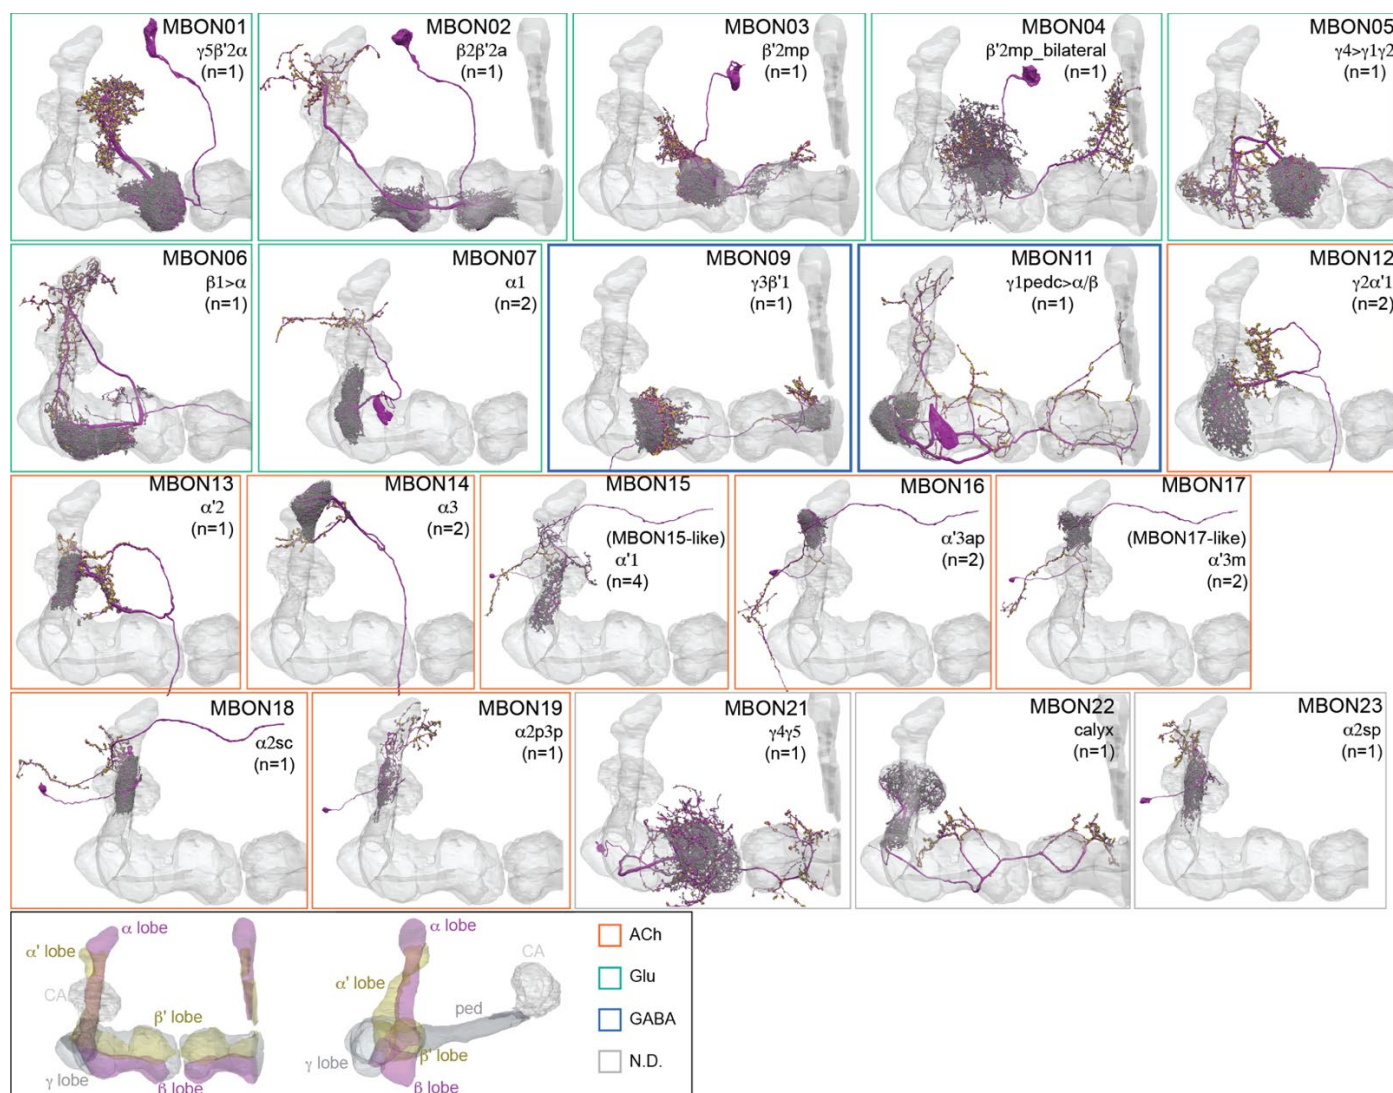 MBON01
γ5β'2α
(n=1)
MBON02
β2β'2a
(n=1)
MBON03
β'2mp
(n=1)
MBON04
β'2mp_bilateral
(n=1)
MBON05
γ4>γ1γ2
(n=1)
MBON06
β1>α
(n=1)
MBON07
α1
(n=2)
MBON09
γ3β'1
(n=1)
MBON11
γ1pedc>α/β
(n=1)
MBON12
γ2α'1
(n=2)
MBON13
α'2
(n=1)
MBON14
α3
(n=2)
MBON15
(MBON15-like)
α'1
(n=4)
MBON16
α'3ap
(n=2)
MBON17
(MBON17-like)
α'3m
(n=2)
MBON18
α2sc
(n=1)
MBON19
α2p3p
(n=1)
MBON21
γ4γ5
(n=1)
MBON22
calyx
(n=1)
MBON23
α2sp
(n=1)
α lobe
α' lobe
CA
β' lobe
γ lobe
β lobe
α lobe
CA
α' lobe
ped
γ lobe
β' lobe
β lobe
ACh
Glu
GABA
N.D.